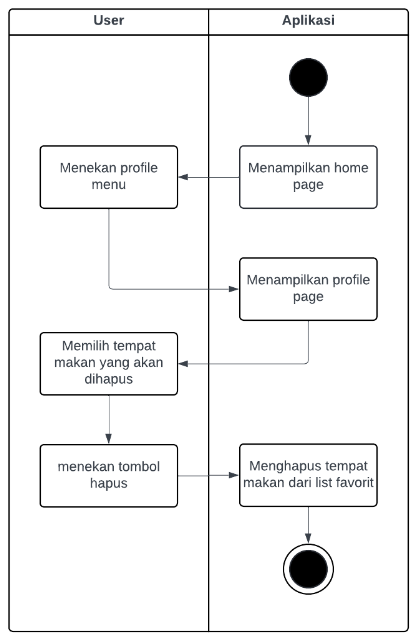 User
Aplikasi
Menampilkan home
page
Menekan profile
menu
Menampilkan profile
page
Memilih tempat
makan yang akan
dihapus
menekan tombol
hapus
Menghapus tempat
makan dari list favorit